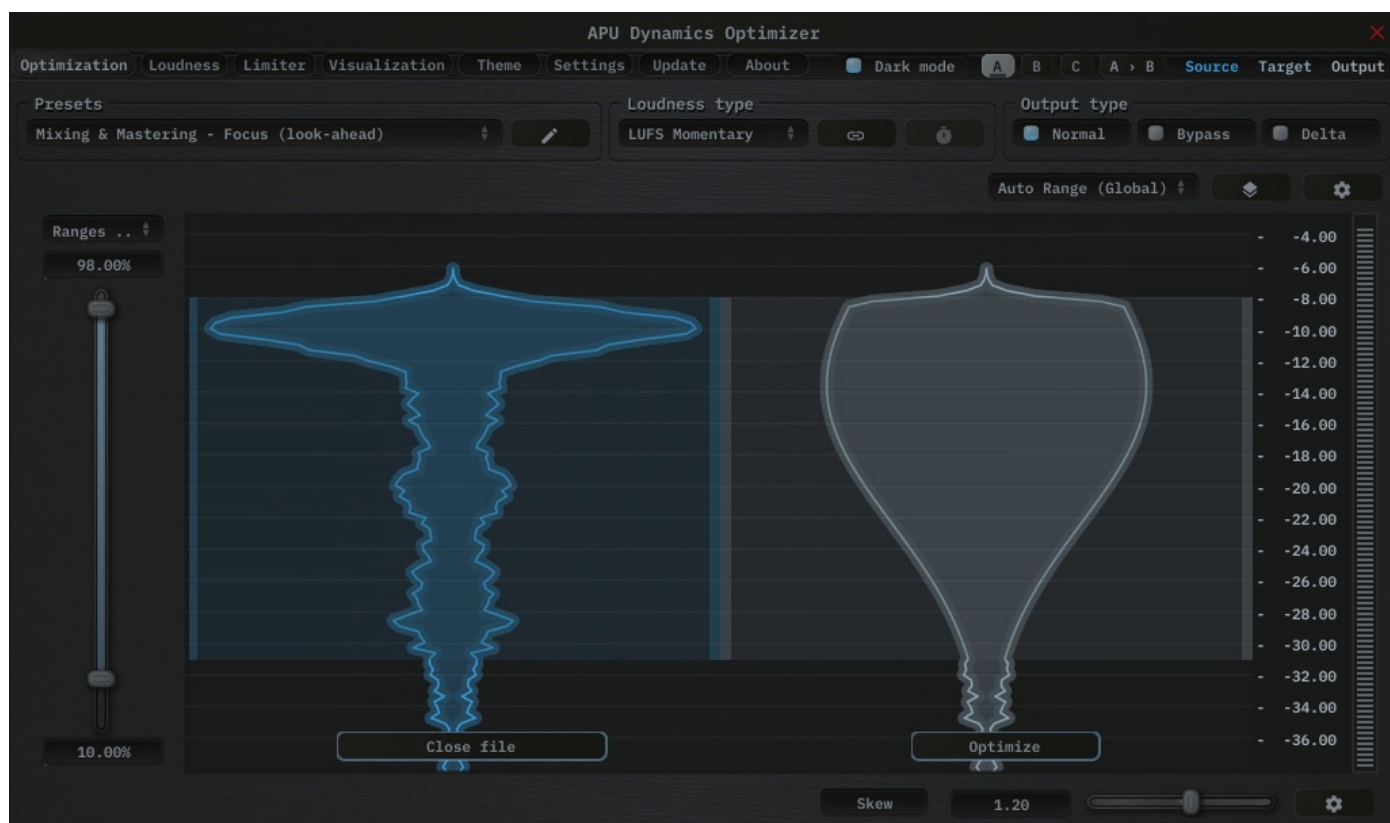 APU Dynamics Optimizer
Optimization Loudness Limiter Visualization Theme Settings Update About Dark mode A B C A › B Source Target Output
Presets Loudness type Output type
Mixing & Mastering - Focus (look-ahead) LUFS Momentary Normal Bypass Delta
Auto Range (Global)
Ranges ..
98.00%
-4.00
-6.00
-8.00
-10.00
-12.00
-14.00
-16.00
-18.00
-20.00
-22.00
-24.00
-26.00
-28.00
-30.00
-32.00
-34.00
-36.00
10.00%
Close file Optimize
Skew 1.20